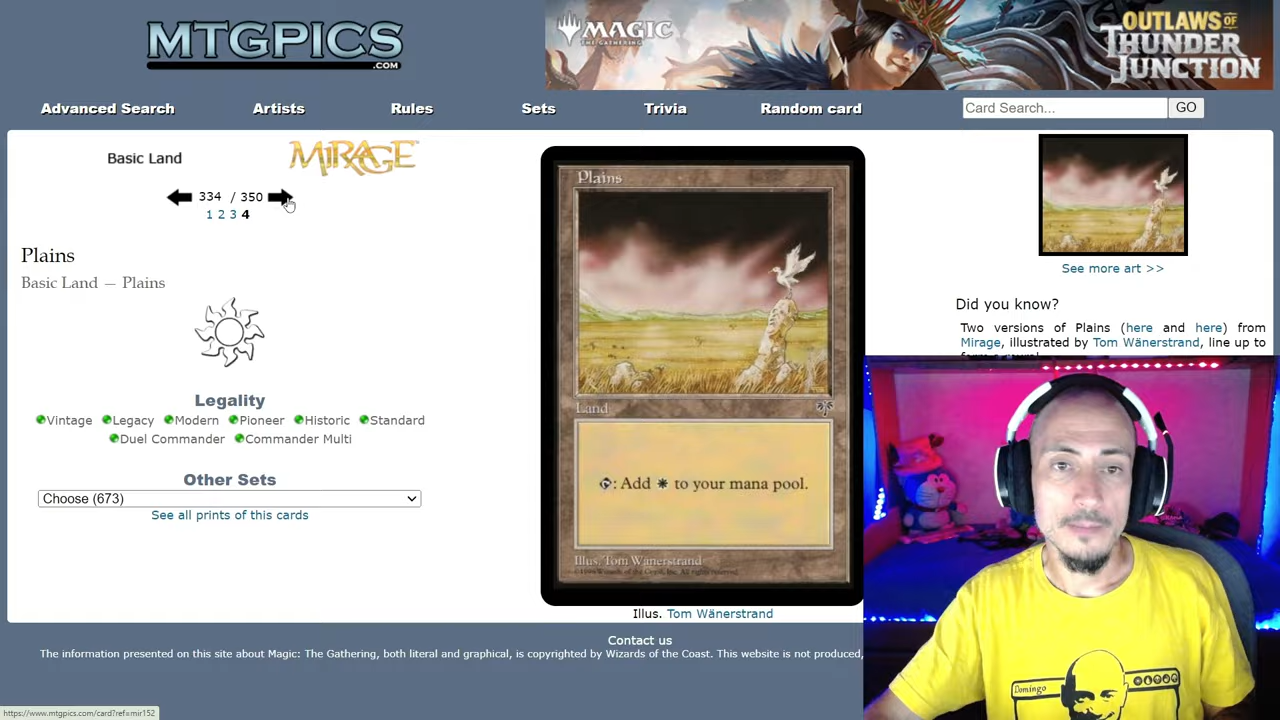 MTGPICS
.COM
MAGIC
THE GATHERING
OUTLAWS OF
THUNDER
JUNCTION
Advanced Search Artists Rules Sets Trivia Random card Card Search... GO
Basic Land MIRAGE
334 / 350
1 2 3 4
Plains
Basic Land — Plains
Legality
Vintage Legacy Modern Pioneer Historic Standard
Duel Commander Commander Multi
Other Sets
Choose (673)
See all prints of this cards
Plains
Land
: Add to your mana pool.
Illus. Tom Wänerstrand
Illus. Tom Wänerstrand
See more art >>
Did you know?
Two versions of Plains (here and here) from
Mirage, illustrated by Tom Wänerstrand, line up to
Domingo
Contact us
The information presented on this site about Magic: The Gathering, both literal and graphical, is copyrighted by Wizards of the Coast. This website is not produced,
https://www.mtgpics.com/card?ref=mir152